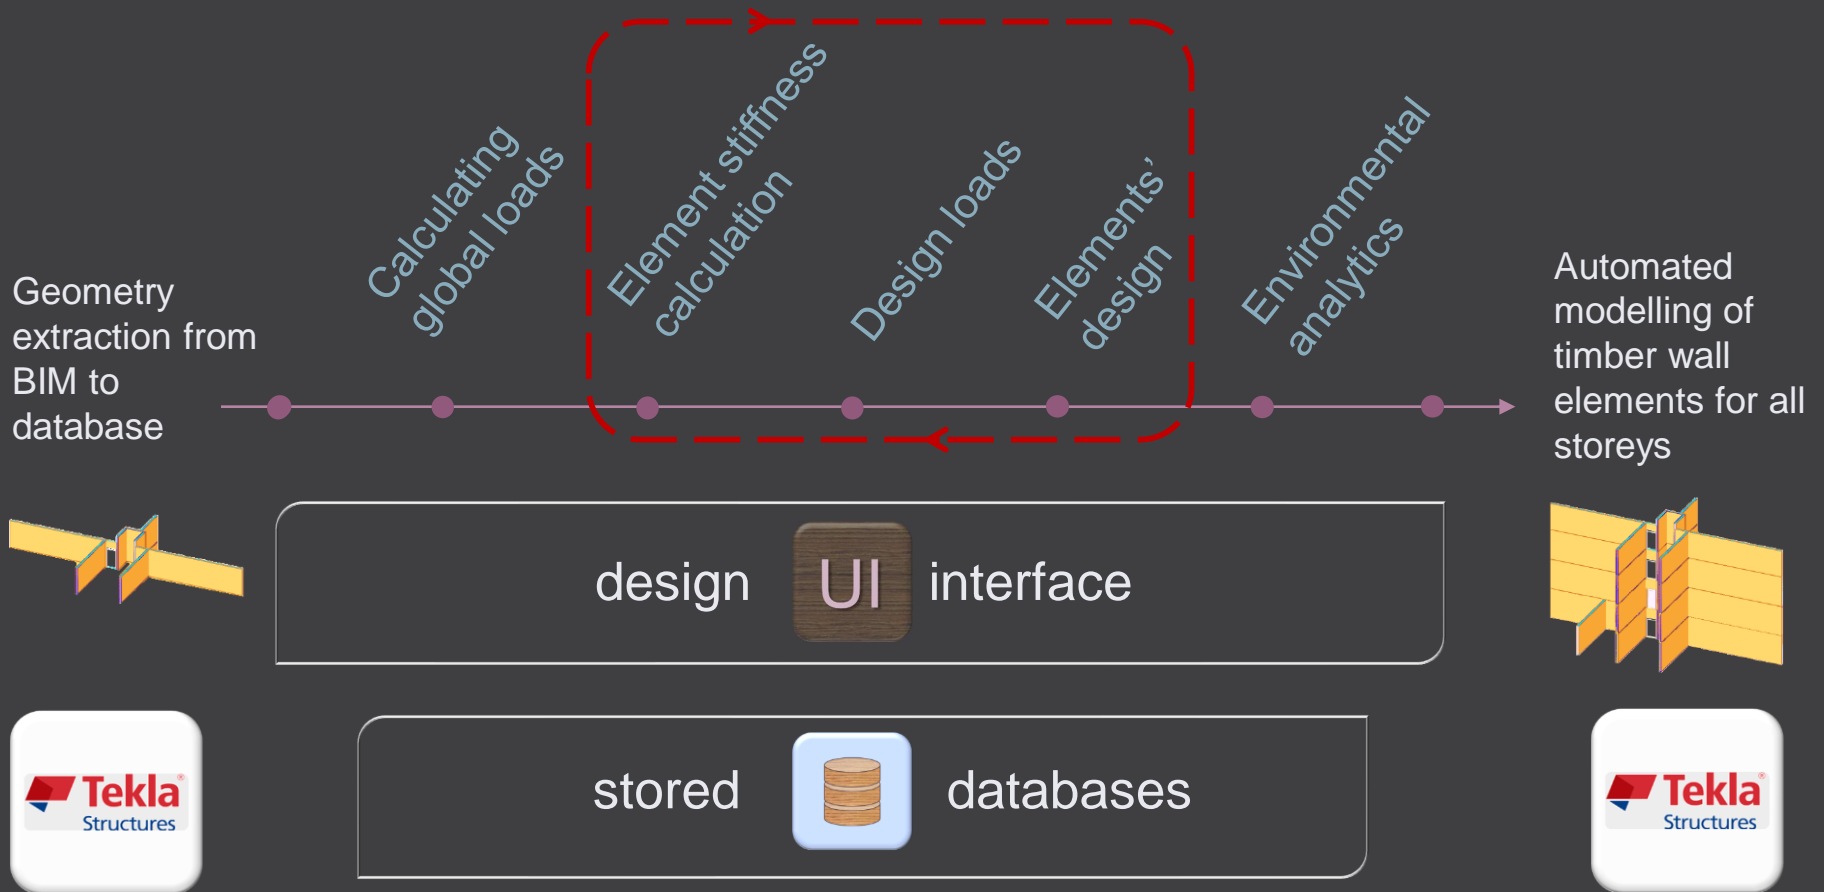 Geometry
extraction from
BIM to
database
Calculating
global loads
Element stiffness
calculation
Design loads
Elements’
design
Environmental
analytics
Automated
modelling of
timber wall
elements for all
storeys
design UI interface
stored databases
Tekla®
Structures
Tekla®
Structures